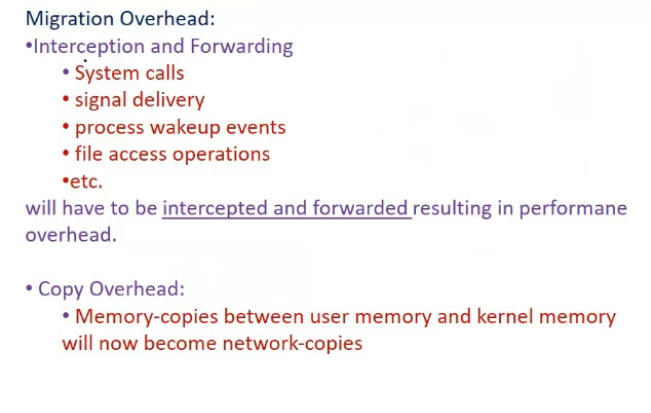 Migration Overhead:
•Interception and Forwarding
• System calls
• signal delivery
• process wakeup events
• file access operations
•etc.
will have to be intercepted and forwarded resulting in performane
overhead.
• Copy Overhead:
• Memory-copies between user memory and kernel memory
will now become network-copies